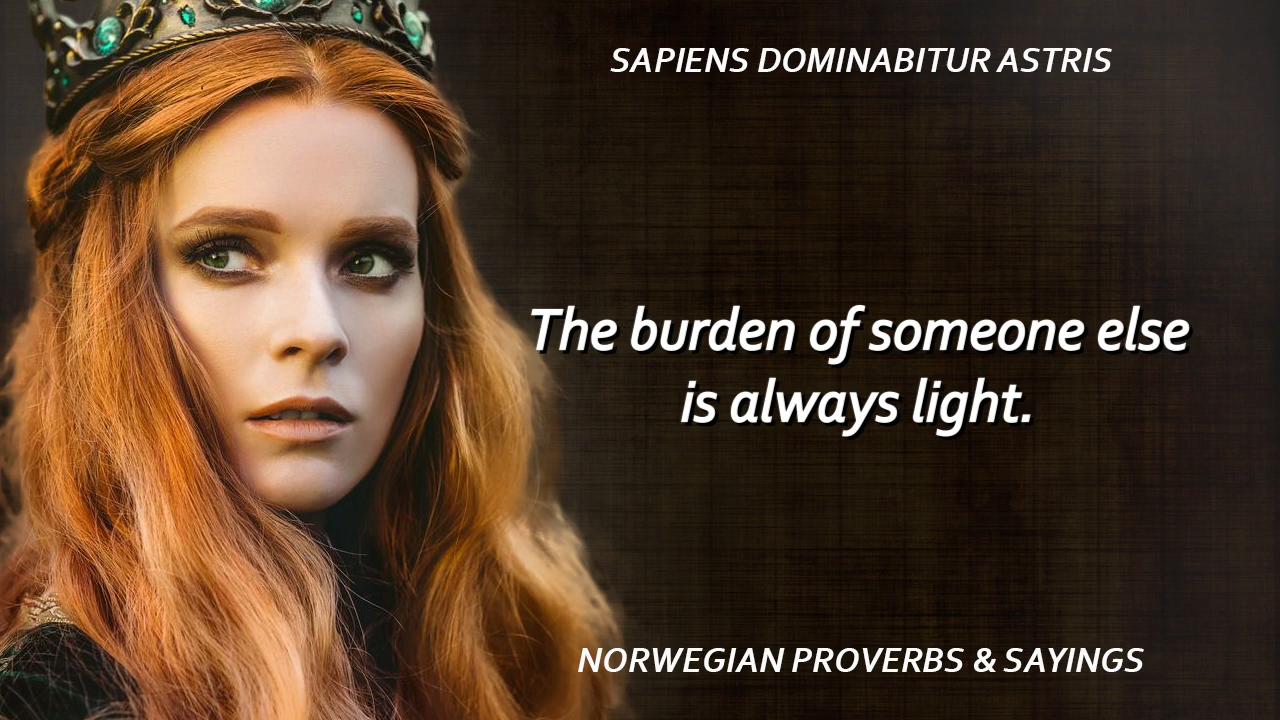 SAPIENS DOMINABITUR ASTRIS
The burden of someone else
is always light.
NORWEGIAN PROVERBS & SAYINGS